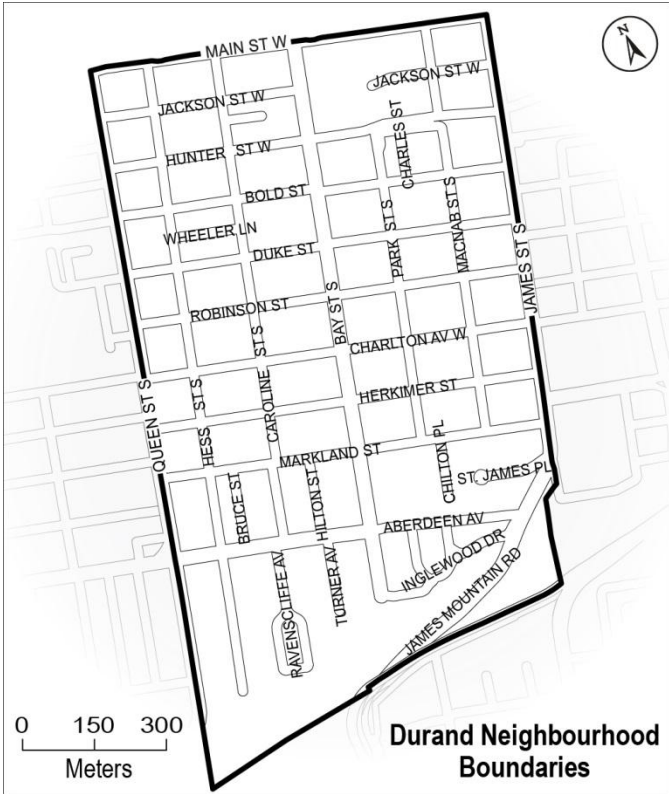 MAIN ST W
N
JACKSON ST W
JACKSON ST W
HUNTER ST W
CHARLES ST
BOLD ST
WHEELER LN
DUKE ST
PARK ST S
MACNAB ST S
JAMES ST S
ROBINSON ST
BAY ST S
CHARLTON AV W
QUEEN ST S
HESS ST S
CAROLINE ST S
HERKIMER ST
MARKLAND ST
CHILTON PL
ST JAMES PL
BRUCE ST
HILTON ST
ABERDEEN AV
INGLEWOOD DR
RAVENSCLIFFE AV
TURNER AV
JAMES MOUNTAIN RD
0 150 300
Meters
Durand Neighbourhood
Boundaries